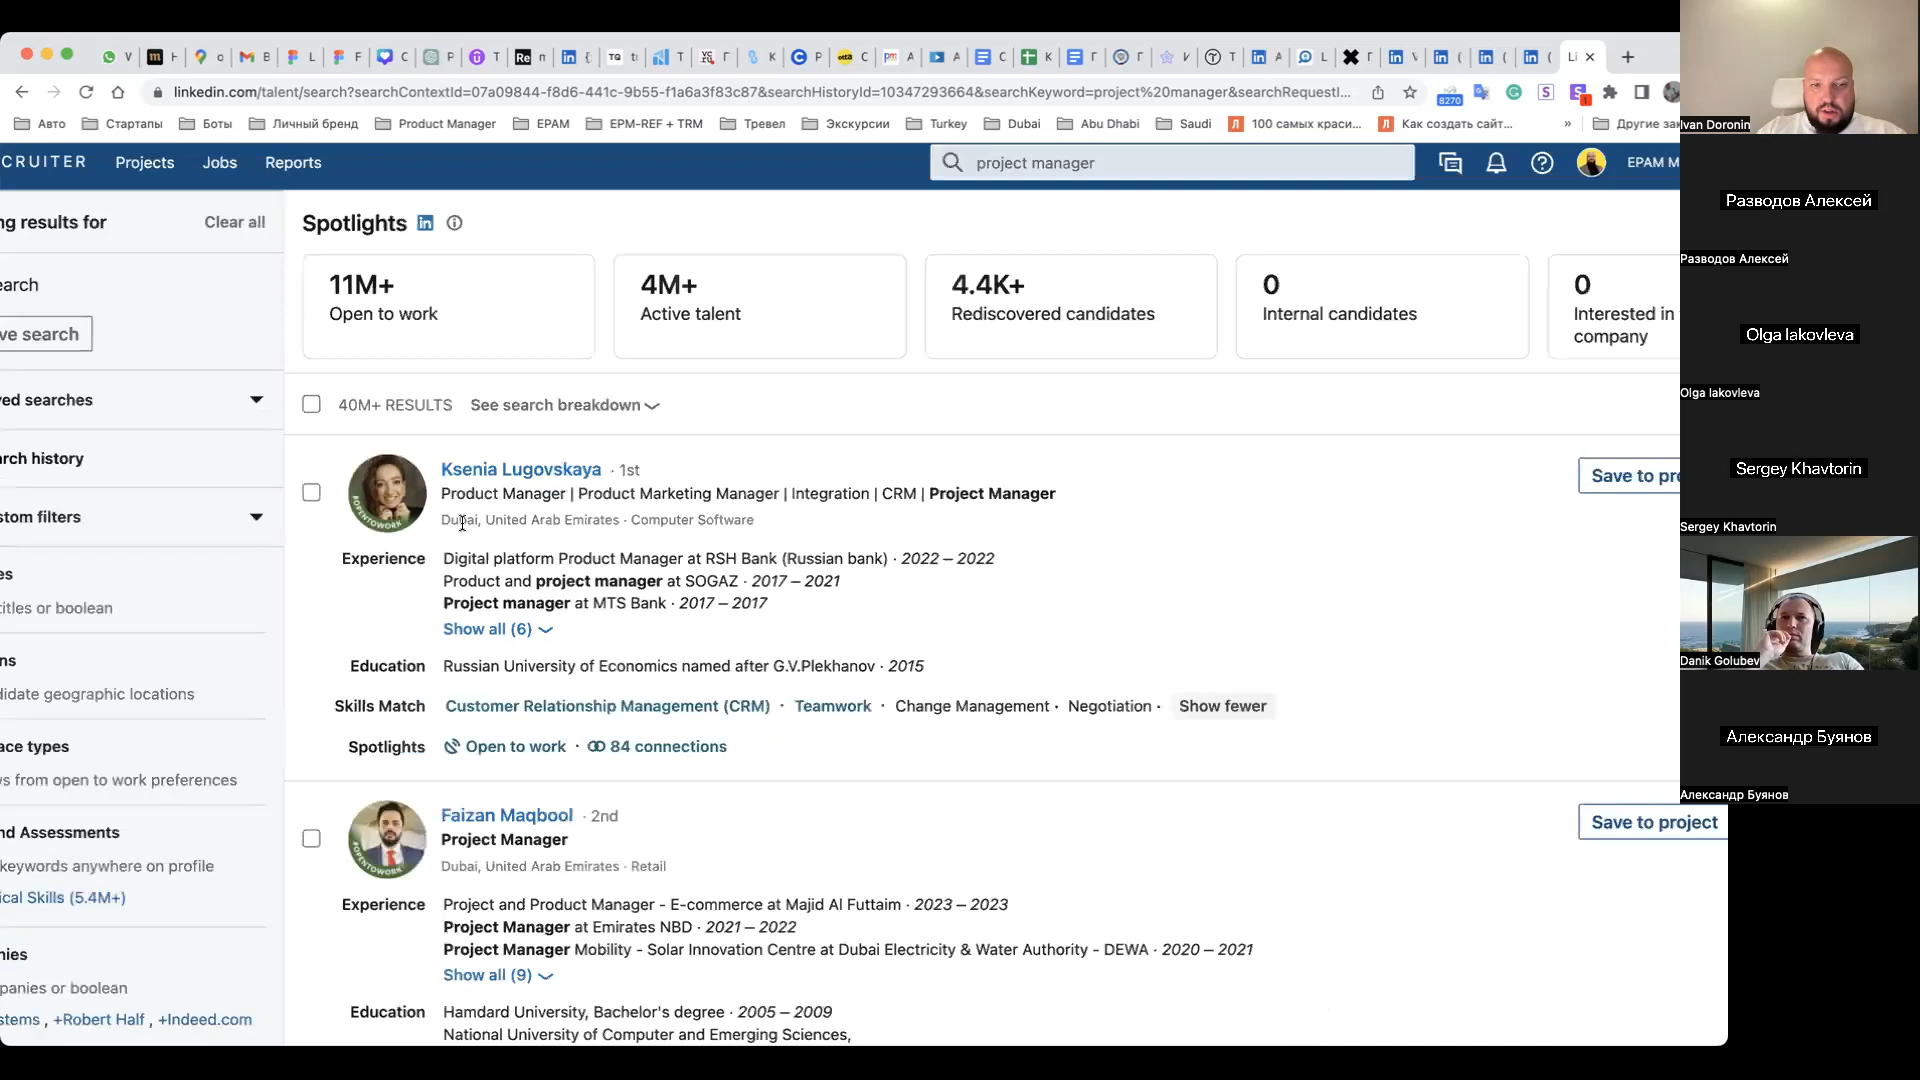 linkedin.com/talent/search?searchContextId=07a09844-f8d6-441c-9b55-f1a6a3f83c87&searchHistoryId=10347293664&searchKeyword=project%20manager&searchRequestI...
8270
1
Авто
Стартапы
Боты
Личный бренд
Product Manager
EPAM
EPM-REF + TRM
Тревел
Экскурсии
Turkey
Dubai
Abu Dhabi
Saudi
100 самых краси...
Как создать сайт...
»
Другие зак
CRUITER
Projects
Jobs
Reports
project manager
EPAM M
ng results for
Clear all
earch
ve search
ed searches
rch history
stom filters
es
titles or boolean
ns
didate geographic locations
ace types
s from open to work preferences
nd Assessments
keywords anywhere on profile
ical Skills (5.4M+)
nies
panies or boolean
stems , +Robert Half , +Indeed.com
Spotlights
11M+
Open to work
4M+
Active talent
4.4K+
Rediscovered candidates
0
Internal candidates
0
Interested in
company
40M+ RESULTS
See search breakdown
Ksenia Lugovskaya · 1st
Product Manager | Product Marketing Manager | Integration | CRM | Project Manager
Dubai, United Arab Emirates · Computer Software
Save to pro
#OPENTOWORK
Experience
Digital platform Product Manager at RSH Bank (Russian bank) · 2022 – 2022
Product and project manager at SOGAZ · 2017 – 2021
Project manager at MTS Bank · 2017 – 2017
Show all (6)
Education
Russian University of Economics named after G.V.Plekhanov · 2015
Skills Match
Customer Relationship Management (CRM) · Teamwork · Change Management · Negotiation · Show fewer
Spotlights
Open to work · 84 connections
Faizan Maqbool · 2nd
Project Manager
Dubai, United Arab Emirates · Retail
Save to project
#OPENTOWORK
Experience
Project and Product Manager - E-commerce at Majid Al Futtaim · 2023 – 2023
Project Manager at Emirates NBD · 2021 – 2022
Project Manager Mobility - Solar Innovation Centre at Dubai Electricity & Water Authority - DEWA · 2020 – 2021
Show all (9)
Education
Hamdard University, Bachelor's degree · 2005 – 2009
National University of Computer and Emerging Sciences,
Ivan Doronin
Разводов Алексей
Разводов Алексей
Olga Iakovleva
Olga Iakovleva
Sergey Khavtorin
Sergey Khavtorin
Danik Golubev
Александр Буянов
Александр Буянов